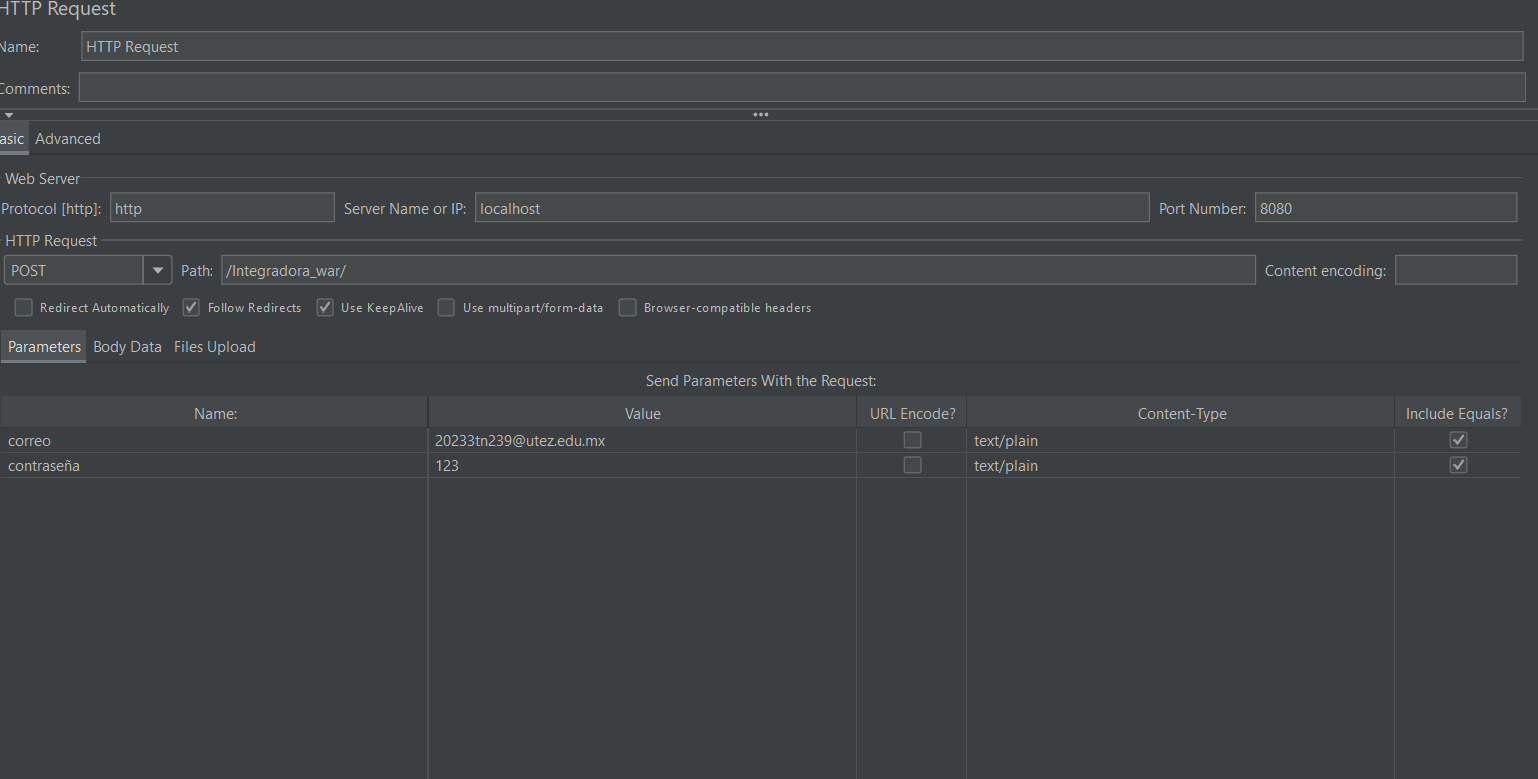 HTTP Request
Name: HTTP Request
Comments:
asic Advanced
Web Server
Protocol [http]: http Server Name or IP: localhost Port Number: 8080
HTTP Request
POST Path: /Integradora_war/ Content encoding:
Redirect Automatically Follow Redirects Use KeepAlive Use multipart/form-data Browser-compatible headers
Parameters Body Data Files Upload
Send Parameters With the Request:
Name: Value URL Encode? Content-Type Include Equals?
correo 20233tn239@utez.edu.mx text/plain
contraseña 123 text/plain